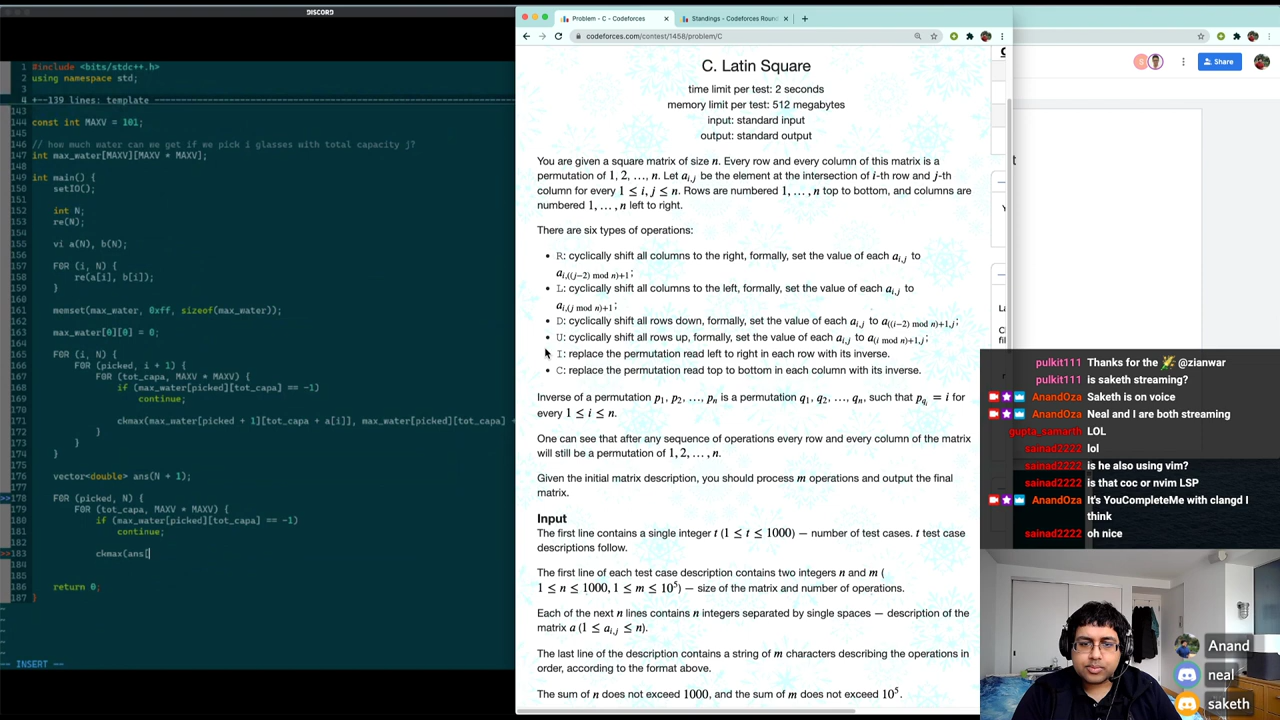 DISCORD
#include <bits/stdc++.h>
using namespace std;
+--139 lines: template
const int MAXV = 101;
// how much water can we get if we pick i glasses with total capacity j?
int max_water[MAXV][MAXV * MAXV];
int main() {
setIO();
int N;
re(N);
vi a(N), b(N);
FOR (i, N) {
re(a[i], b[i]);
}
memset(max_water, 0xff, sizeof(max_water));
max_water[0][0] = 0;
FOR (i, N) {
FOR (picked, i + 1) {
FOR (tot_capa, MAXV * MAXV) {
if (max_water[picked][tot_capa] == -1)
continue;
ckmax(max_water[picked + 1][tot_capa + a[i]], max_water[picked][tot_capa] +
}
}
}
vector<double> ans(N + 1);
FOR (picked, N) {
FOR (tot_capa, MAXV * MAXV) {
if (max_water[picked][tot_capa] == -1)
continue;
ckmax(ans[
return 0;
}
-- INSERT --
Problem - C - Codeforces
Standings - Codeforces Roun
codeforces.com/contest/1458/problem/C
C. Latin Square
time limit per test: 2 seconds
memory limit per test: 512 megabytes
input: standard input
output: standard output
You are given a square matrix of size n. Every row and every column of this matrix is a
permutation of 1, 2, …, n. Let a_{i,j} be the element at the intersection of i-th row and j-th
column for every 1 ≤ i, j ≤ n. Rows are numbered 1, …, n top to bottom, and columns are
numbered 1, …, n left to right.
There are six types of operations:
• R: cyclically shift all columns to the right, formally, set the value of each a_{i,j} to
a_{i,((j−2) mod n)+1};
• L: cyclically shift all columns to the left, formally, set the value of each a_{i,j} to
a_{i,(j mod n)+1};
• D: cyclically shift all rows down, formally, set the value of each a_{i,j} to a_{((i−2) mod n)+1,j};
• U: cyclically shift all rows up, formally, set the value of each a_{i,j} to a_{(i mod n)+1,j};
• I: replace the permutation read left to right in each row with its inverse.
• C: replace the permutation read top to bottom in each column with its inverse.
Inverse of a permutation p_1, p_2, …, p_n is a permutation q_1, q_2, …, q_n, such that p_{q_i} = i for
every 1 ≤ i ≤ n.
One can see that after any sequence of operations every row and every column of the matrix
will still be a permutation of 1, 2, …, n.
Given the initial matrix description, you should process m operations and output the final
matrix.
Input
The first line contains a single integer t (1 ≤ t ≤ 1000) — number of test cases. t test case
descriptions follow.
The first line of each test case description contains two integers n and m (
1 ≤ n ≤ 1000, 1 ≤ m ≤ 10^5) — size of the matrix and number of operations.
Each of the next n lines contains n integers separated by single spaces — description of the
matrix a (1 ≤ a_{i,j} ≤ n).
The last line of the description contains a string of m characters describing the operations in
order, according to the format above.
The sum of n does not exceed 1000, and the sum of m does not exceed 10^5.
Share
pulkit111 Thanks for the @zianwar
pulkit111 is saketh streaming?
AnandOza Saketh is on voice
AnandOza Neal and I are both streaming
gupta_samarth LOL
sainad2222 lol
sainad2222 is he also using vim?
sainad2222 is that coc or nvim LSP
AnandOza It's YouCompleteMe with clangd I
think
sainad2222 oh nice
Anand
neal
saketh